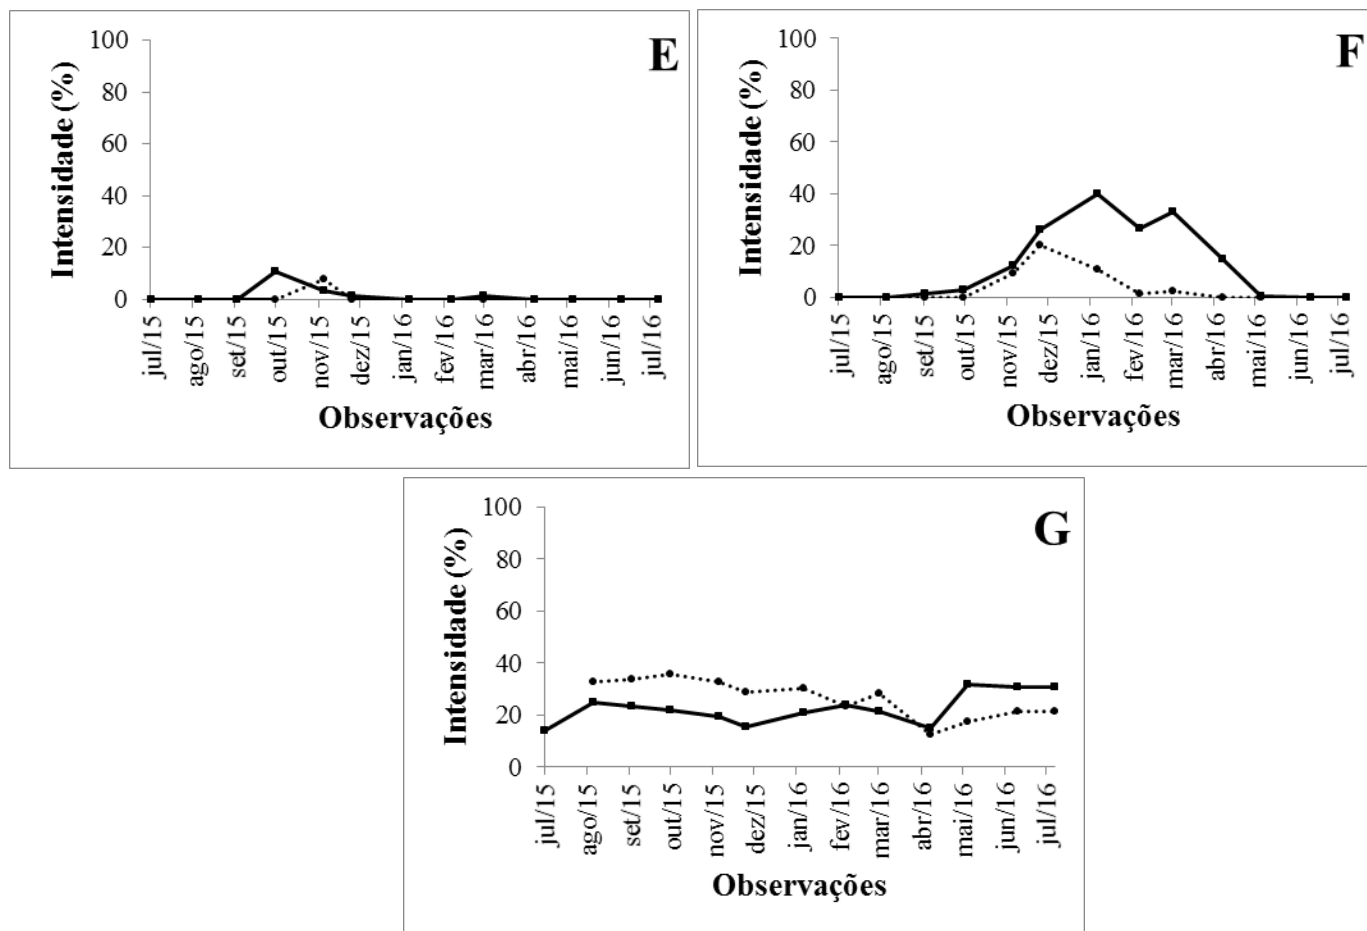 E
Intensidade (%)
100
80
60
40
20
0
jul/15
ago/15
set/15
out/15
nov/15
dez/15
jan/16
fev/16
mar/16
abr/16
mai/16
jun/16
jul/16
Observações
F
Intensidade (%)
100
80
60
40
20
0
jul/15
ago/15
set/15
out/15
nov/15
dez/15
jan/16
fev/16
mar/16
abr/16
mai/16
jun/16
jul/16
Observações
G
Intensidade (%)
100
80
60
40
20
0
jul/15
ago/15
set/15
out/15
nov/15
dez/15
jan/16
fev/16
mar/16
abr/16
mai/16
jun/16
jul/16
Observações